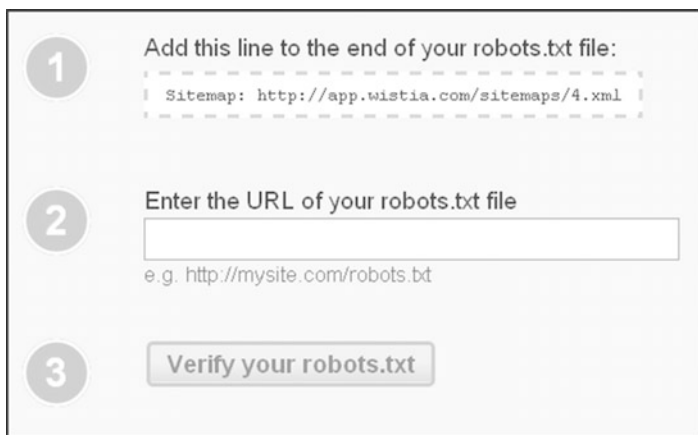 1
Add this line to the end of your robots.txt file:
Sitemap: http://app.wistia.com/sitemaps/4.xml
2
Enter the URL of your robots.txt file
e.g. http://mysite.com/robots.txt
3
Verify your robots.txt